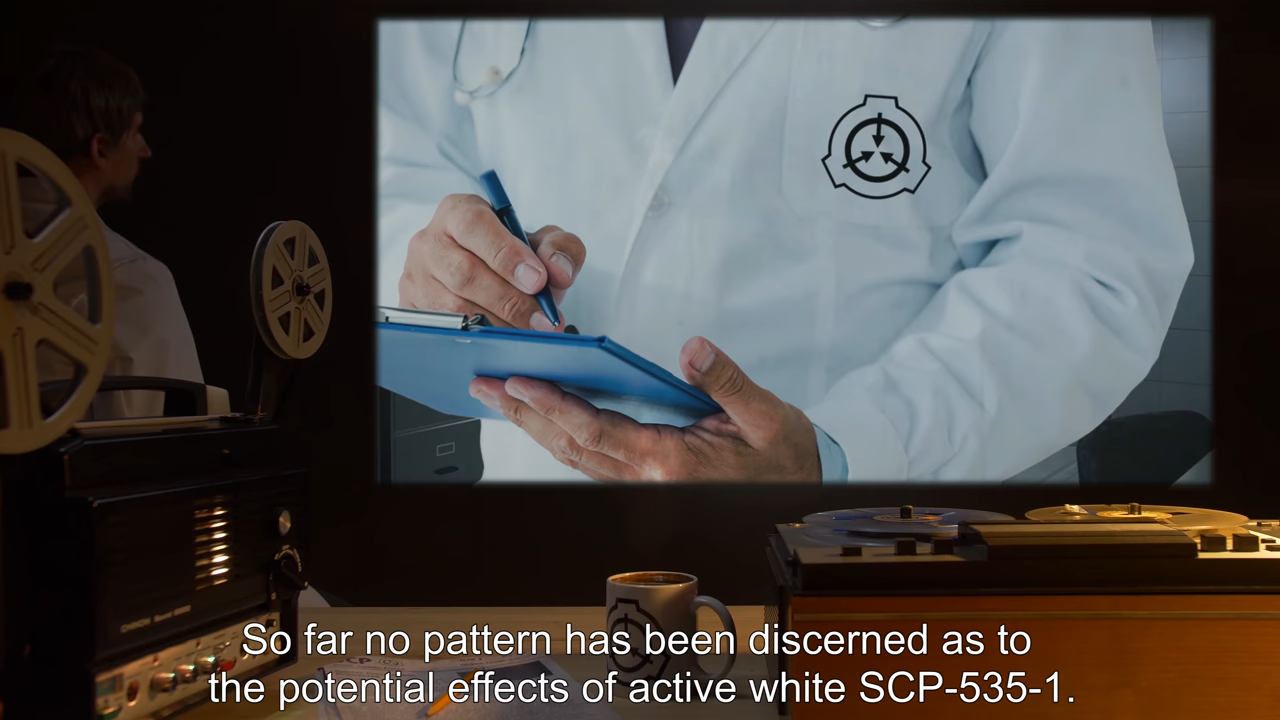 So far no pattern has been discerned as to
the potential effects of active white SCP-535-1.